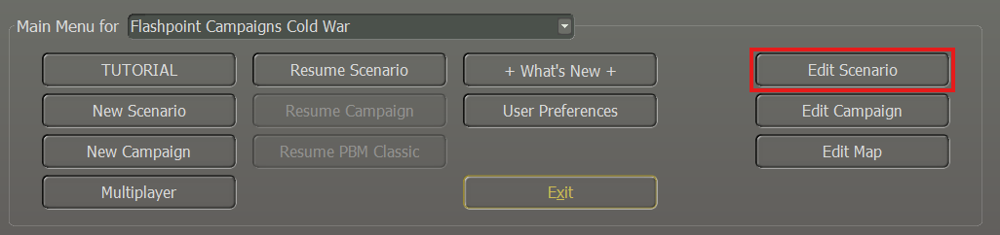 Main Menu for Flashpoint Campaigns Cold War
TUTORIAL Resume Scenario + What's New + Edit Scenario
New Scenario Resume Campaign User Preferences Edit Campaign
New Campaign Resume PBM Classic Edit Map
Multiplayer Exit